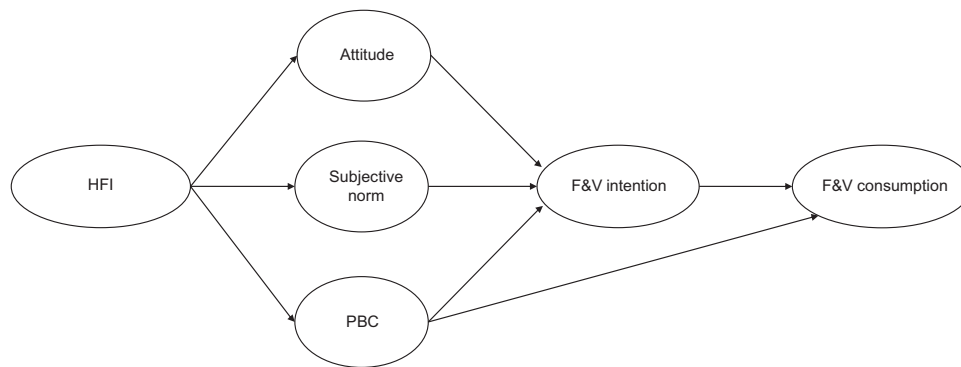 Attitude
HFI
Subjective
norm
F&V intention
F&V consumption
PBC